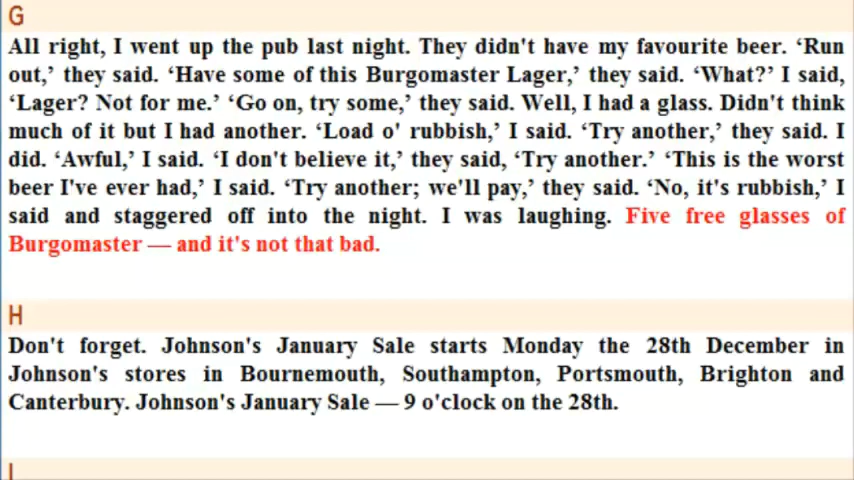 G
All right, I went up the pub last night. They didn't have my favourite beer. ‘Run
out,’ they said. ‘Have some of this Burgomaster Lager,’ they said. ‘What?’ I said,
‘Lager? Not for me.’ ‘Go on, try some,’ they said. Well, I had a glass. Didn't think
much of it but I had another. ‘Load o' rubbish,’ I said. ‘Try another,’ they said. I
did. ‘Awful,’ I said. ‘I don't believe it,’ they said, ‘Try another.’ ‘This is the worst
beer I've ever had,’ I said. ‘Try another; we'll pay,’ they said. ‘No, it's rubbish,’ I
said and staggered off into the night. I was laughing. Five free glasses of
Burgomaster — and it's not that bad.
H
Don't forget. Johnson's January Sale starts Monday the 28th December in
Johnson's stores in Bournemouth, Southampton, Portsmouth, Brighton and
Canterbury. Johnson's January Sale — 9 o'clock on the 28th.